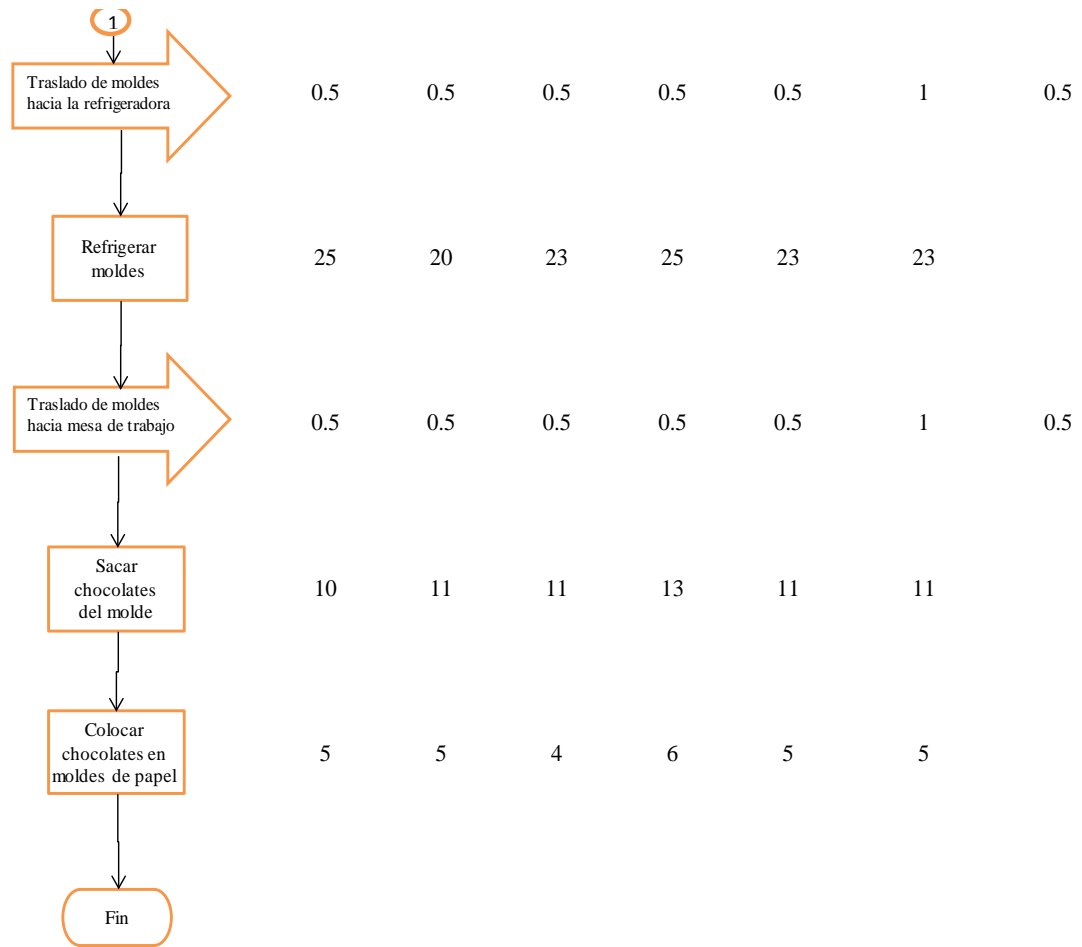 1
Traslado de moldes
hacia la refrigeradora
0.5 0.5 0.5 0.5 0.5 1 0.5
Refrigerar
moldes
25 20 23 25 23 23
Traslado de moldes
hacia mesa de trabajo
0.5 0.5 0.5 0.5 0.5 1 0.5
Sacar
chocolates
del molde
10 11 11 13 11 11
Colocar
chocolates en
moldes de papel
5 5 4 6 5 5
Fin